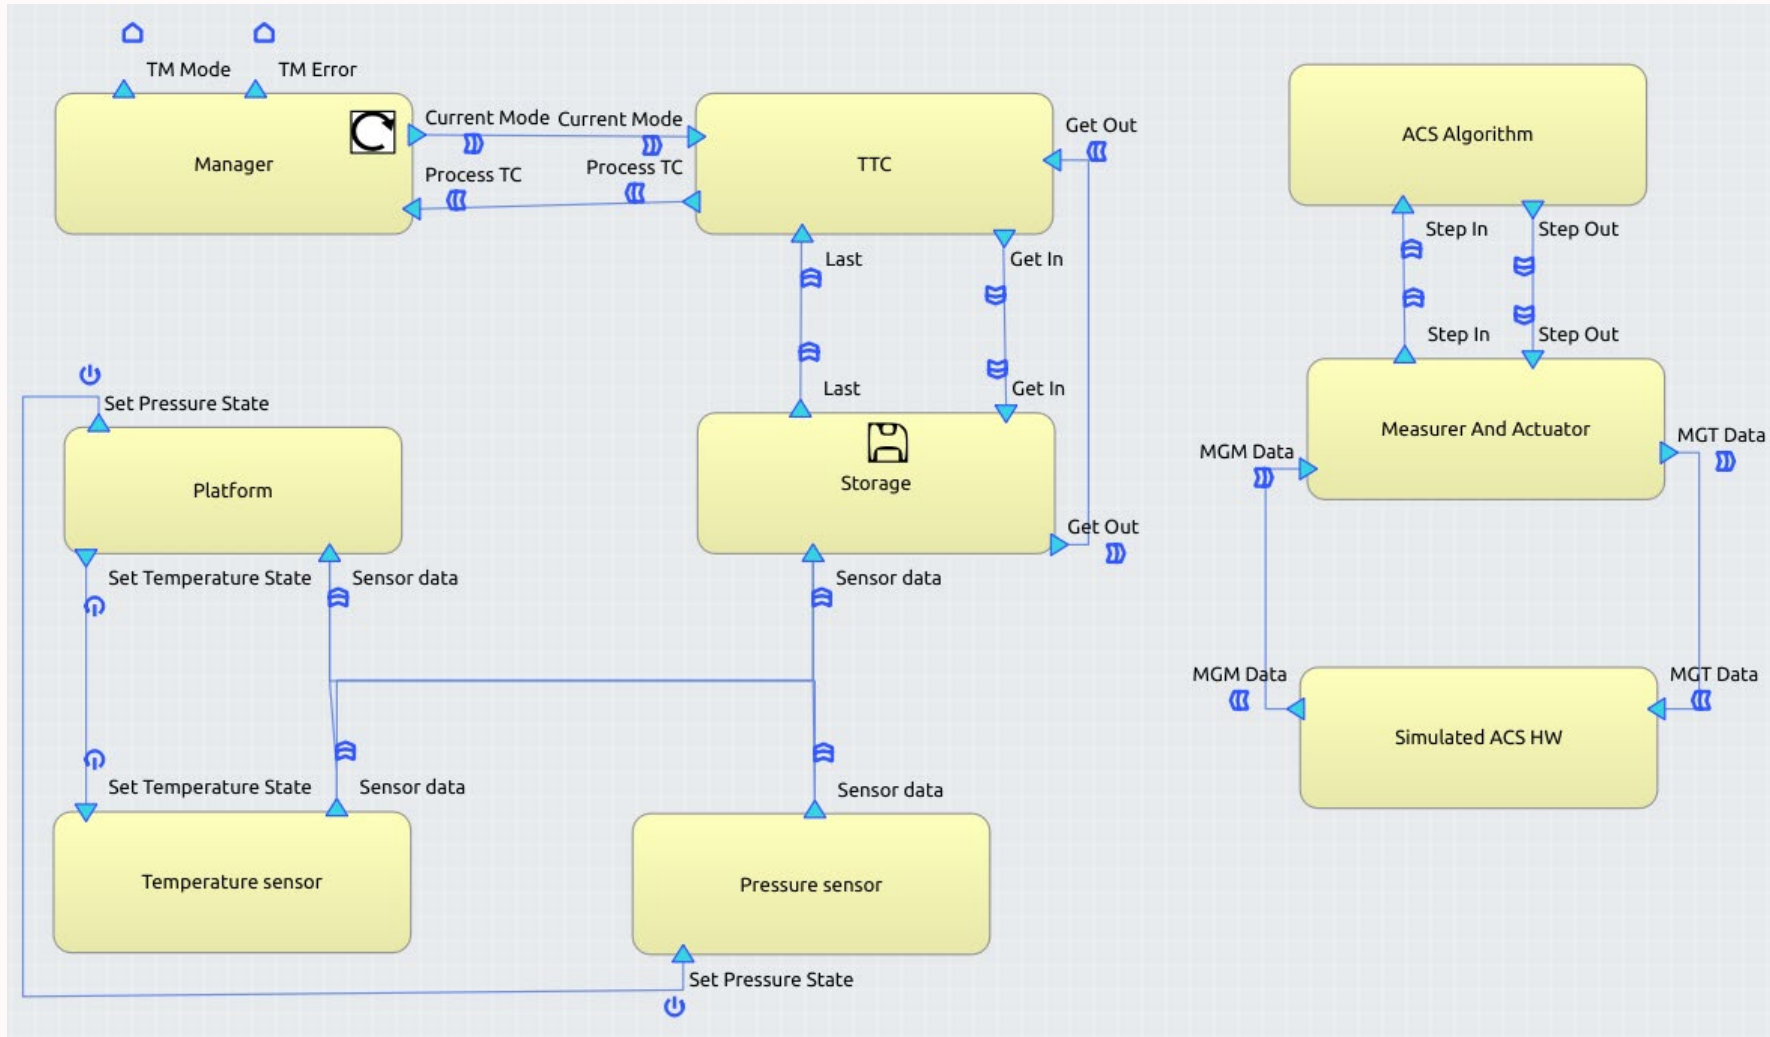 TM Mode
TM Error
Manager
Current Mode
Current Mode
Process TC
Process TC
TTC
Get Out
Last
Get In
Last
Get In
Storage
Get Out
Set Pressure State
Platform
Set Temperature State
Sensor data
Sensor data
Set Temperature State
Sensor data
Sensor data
Temperature sensor
Pressure sensor
Set Pressure State
ACS Algorithm
Step In
Step Out
Step In
Step Out
Measurer And Actuator
MGM Data
MGT Data
MGM Data
MGT Data
Simulated ACS HW